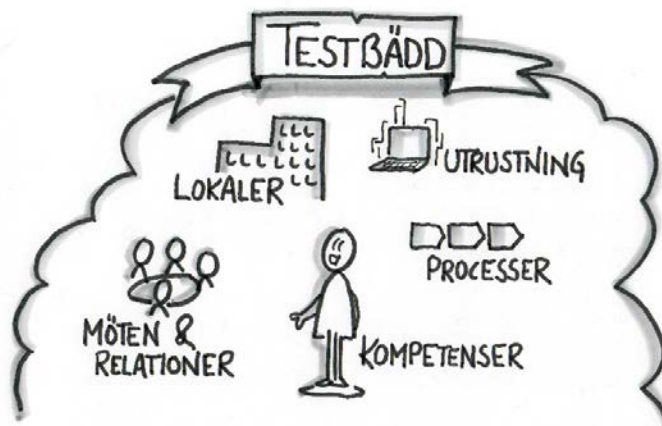 TESTBÄDD
LOKALER
UTRUSTNING
PROCESSER
MÖTEN &
RELATIONER
KOMPETENSER